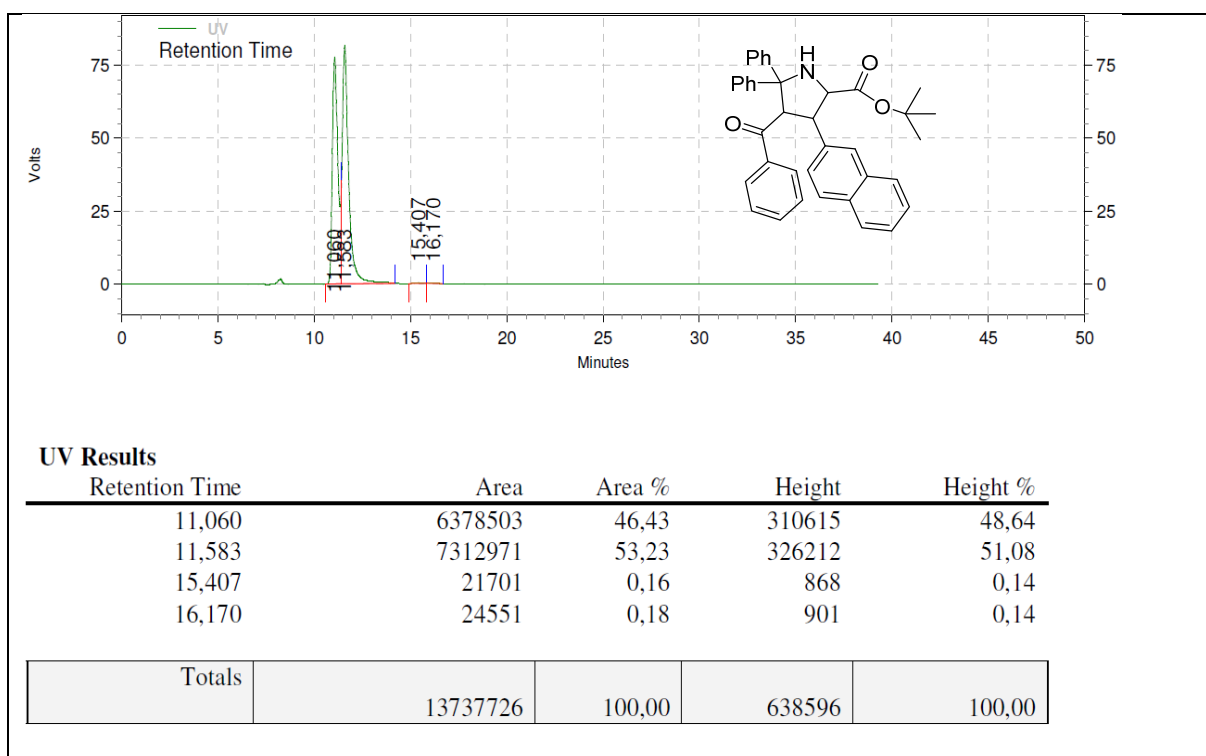 UV
Retention Time
75
50
25
0
75
50
25
0
Volts
11,060
11,583
15,407
16,170
0 5 10 15 20 25 30 35 40 45 50
Minutes
Ph
Ph
H
N
O
O
O
UV Results
Retention Time Area Area % Height Height %
11,060 6378503 46,43 310615 48,64
11,583 7312971 53,23 326212 51,08
15,407 21701 0,16 868 0,14
16,170 24551 0,18 901 0,14
Totals
13737726 100,00 638596 100,00